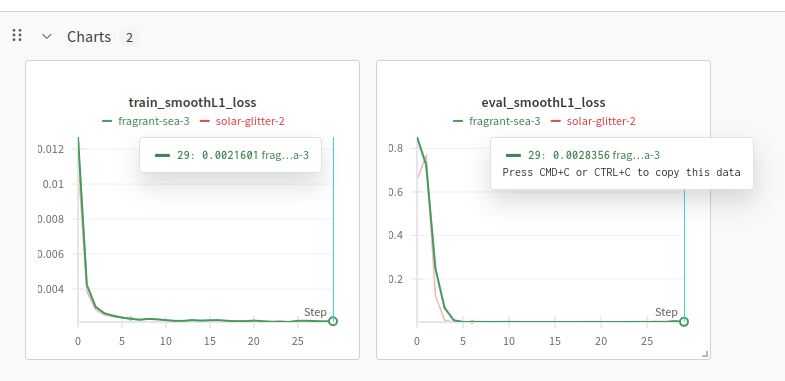 Charts 2
train_smoothL1_loss
fragrant-sea-3 solar-glitter-2
29: 0.0021601 frag...a-3
0.012
0.01
0.008
0.006
0.004
Step
0 5 10 15 20 25
eval_smoothL1_loss
fragrant-sea-3 solar-glitter-2
29: 0.0028356 frag...a-3
Press CMD+C or CTRL+C to copy this data
0.8
0.6
0.4
0.2
Step
0 5 10 15 20 25